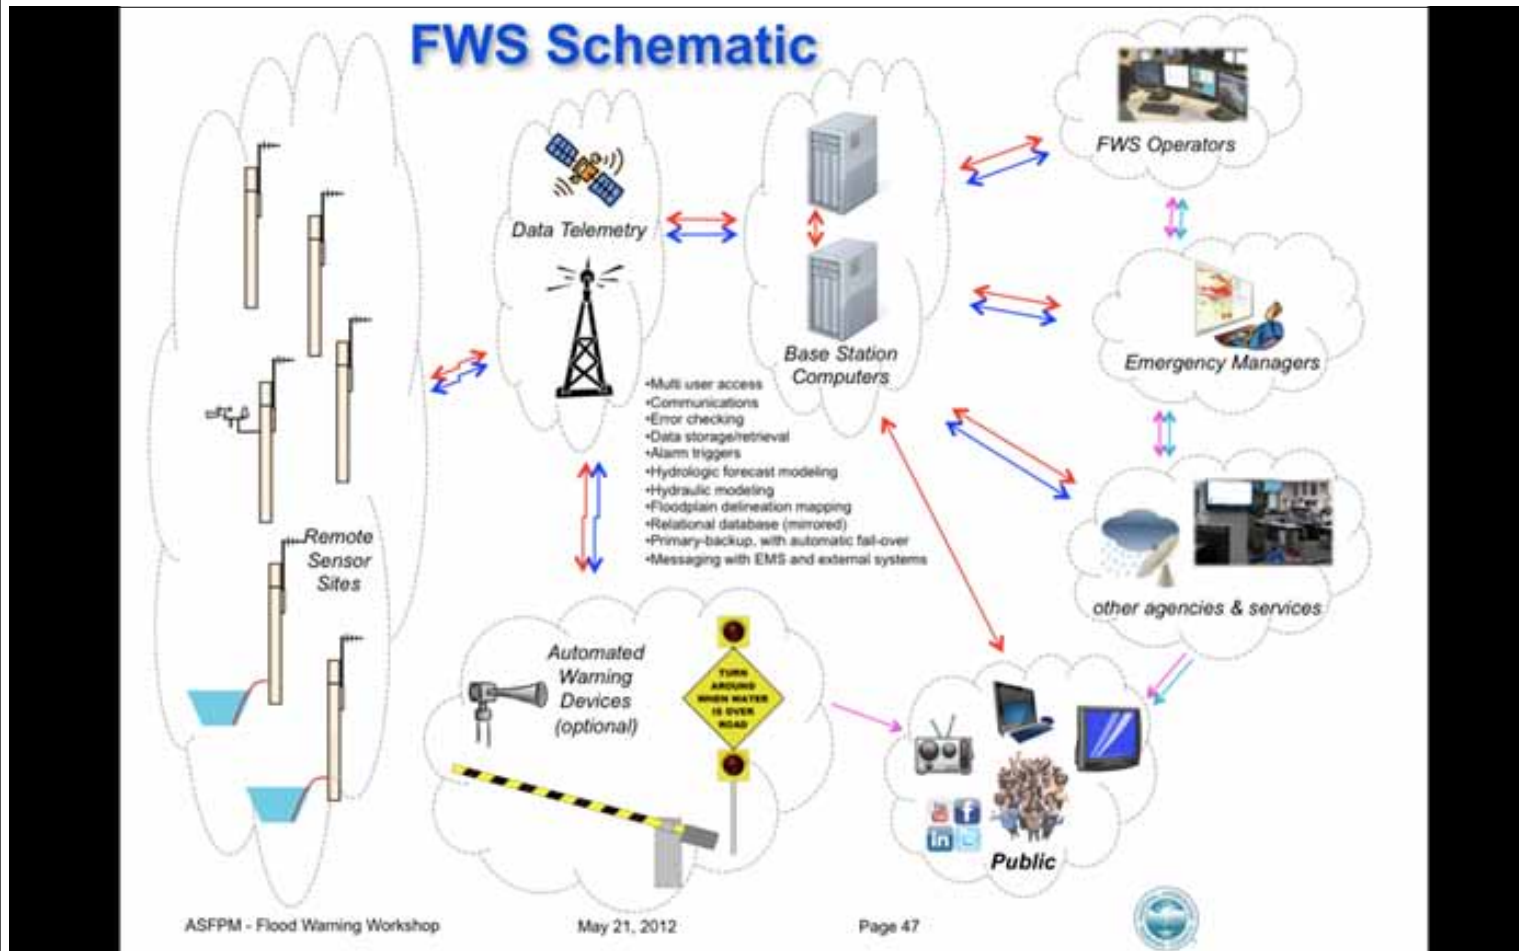 FWS Schematic
FWS Operators
Data Telemetry
Base Station
Computers
Emergency Managers
•Multi user access
•Communications
•Error checking
•Data storage/retrieval
•Alarm triggers
•Hydrologic forecast modeling
•Hydraulic modeling
•Floodplain delineation mapping
•Relational database (mirrored)
•Primary-backup, with automatic fail-over
•Messaging with EMS and external systems
Remote
Sensor
Sites
other agencies & services
Automated
Warning
Devices
(optional)
TURN
AROUND
WHEN WATER
IS OVER
ROAD
You
f
in
Public
ASFPM - Flood Warning Workshop
May 21, 2012
Page 47